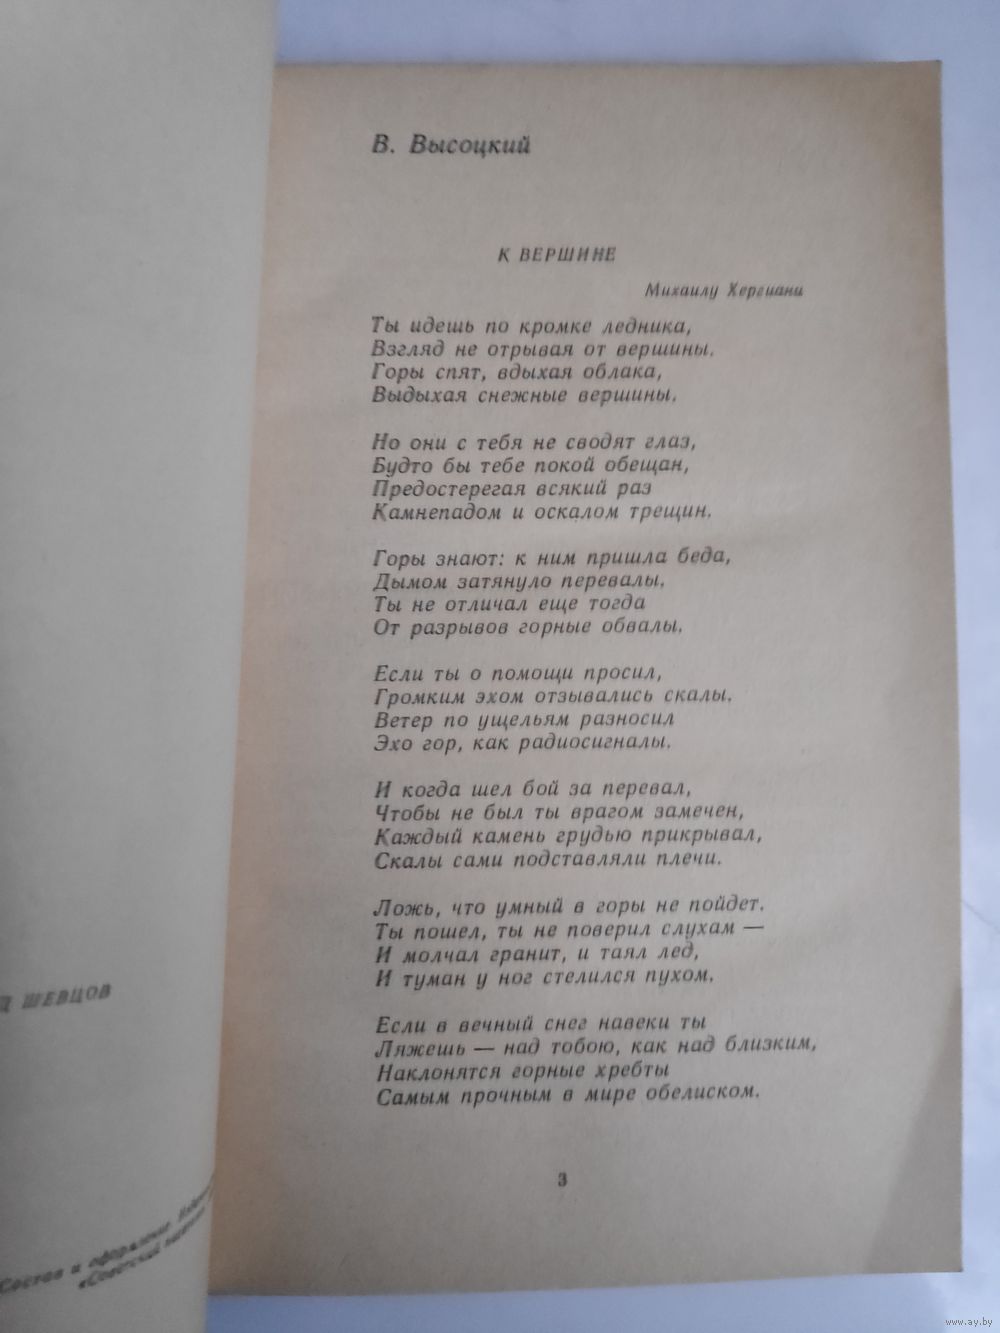 В. Высоцкий
К ВЕРШИНЕ
Михаилу Хергиани
Ты идешь по кромке ледника,
Взгляд не отрывая от вершины.
Горы спят, вдыхая облака,
Выдыхая снежные вершины.
Но они с тебя не сводят глаз,
Будто бы тебе покой обещан,
Предостерегая всякий раз
Камнепадом и оскалом трещин.
Горы знают: к ним пришла беда,
Дымом затянуло перевалы.
Ты не отличал еще тогда
От разрывов горные обвалы.
Если ты о помощи просил,
Громким эхом отзывались скалы.
Ветер по ущельям разносил
Эхо гор, как радиосигналы.
И когда шел бой за перевал,
Чтобы не был ты врагом замечен,
Каждый камень грудью прикрывал,
Скалы сами подставляли плечи.
Ложь, что умный в горы не пойдет.
Ты пошел, ты не поверил слухам —
И молчал гранит, и таял лед,
И туман у ног стелился пухом.
Если в вечный снег навеки ты
Ляжешь — над тобою, как над близким,
Наклонятся горные хребты
Самым прочным в мире обелиском.
3
Д ШЕВЦОВ
Состав и оформление.
«Советский
www.ay.by